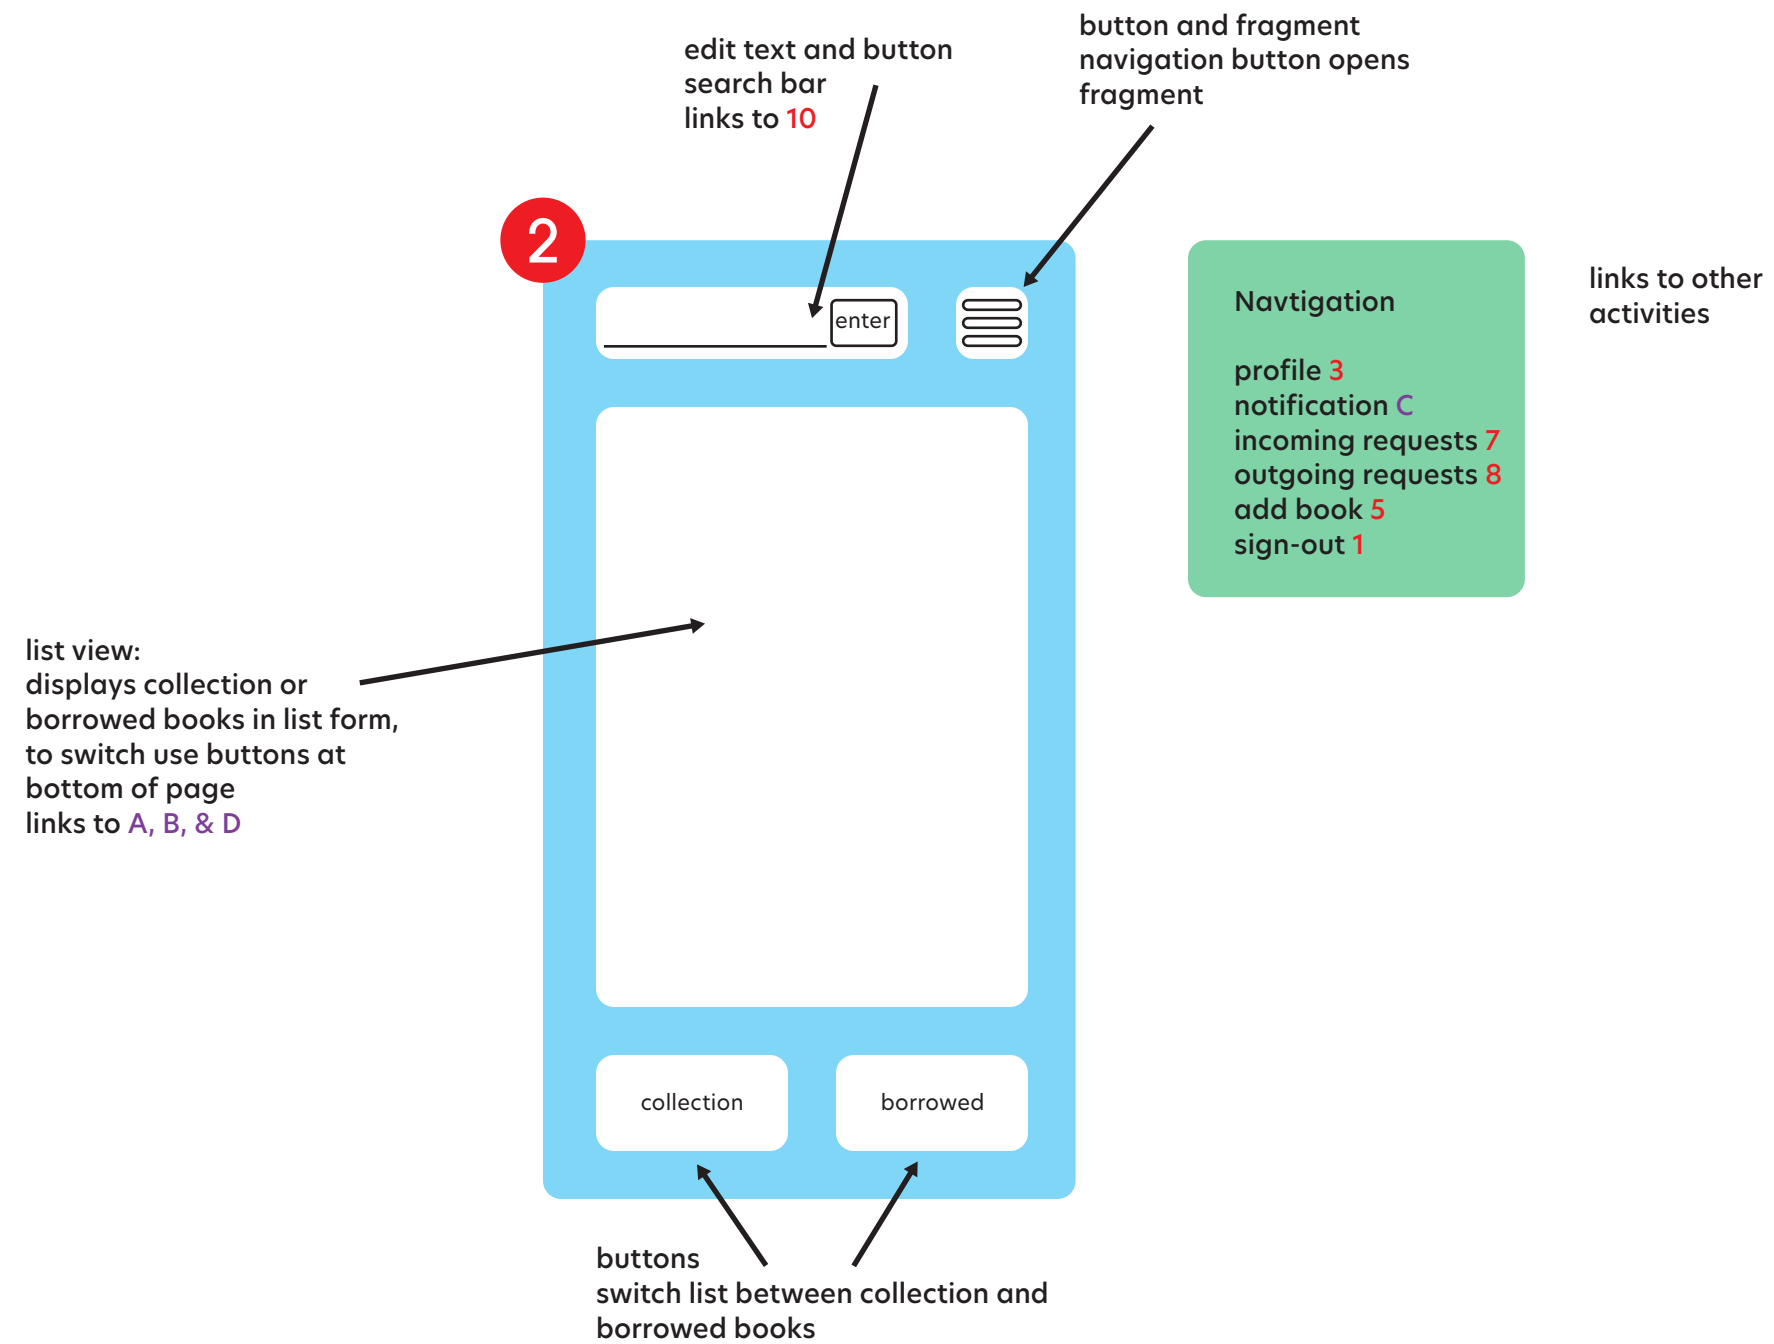 edit text and button
search bar
links to 10
button and fragment
navigation button opens
fragment
2
enter
Navtigation
profile 3
notification C
incoming requests 7
outgoing requests 8
add book 5
sign-out 1
links to other
activities
list view:
displays collection or
borrowed books in list form,
to switch use buttons at
bottom of page
links to A, B, & D
collection
borrowed
buttons
switch list between collection and
borrowed books